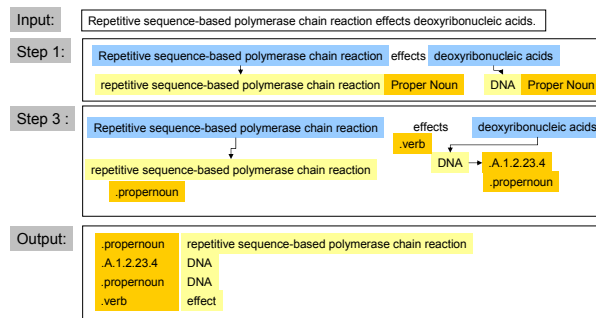 Input:
Repetitive sequence-based polymerase chain reaction effects deoxyribonucleic acids.
Step 1:
Repetitive sequence-based polymerase chain reaction effects deoxyribonucleic acids
repetitive sequence-based polymerase chain reaction Proper Noun DNA Proper Noun
Step 3 :
Repetitive sequence-based polymerase chain reaction effects deoxyribonucleic acids
.verb
repetitive sequence-based polymerase chain reaction DNA .A.1.2.23.4
.propernoun .propernoun
Output:
.propernoun repetitive sequence-based polymerase chain reaction
.A.1.2.23.4 DNA
.propernoun DNA
.verb effect